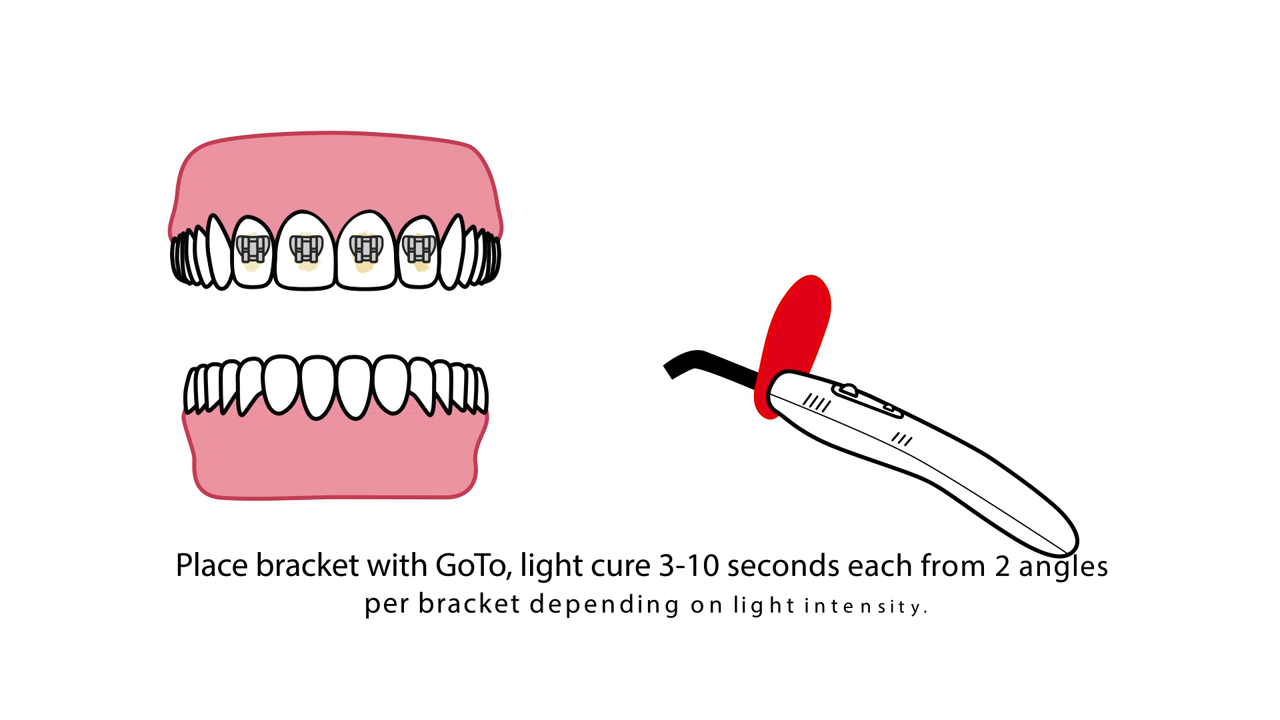 Place bracket with GoTo, light cure 3-10 seconds each from 2 angles
per bracket depending on light intensity.